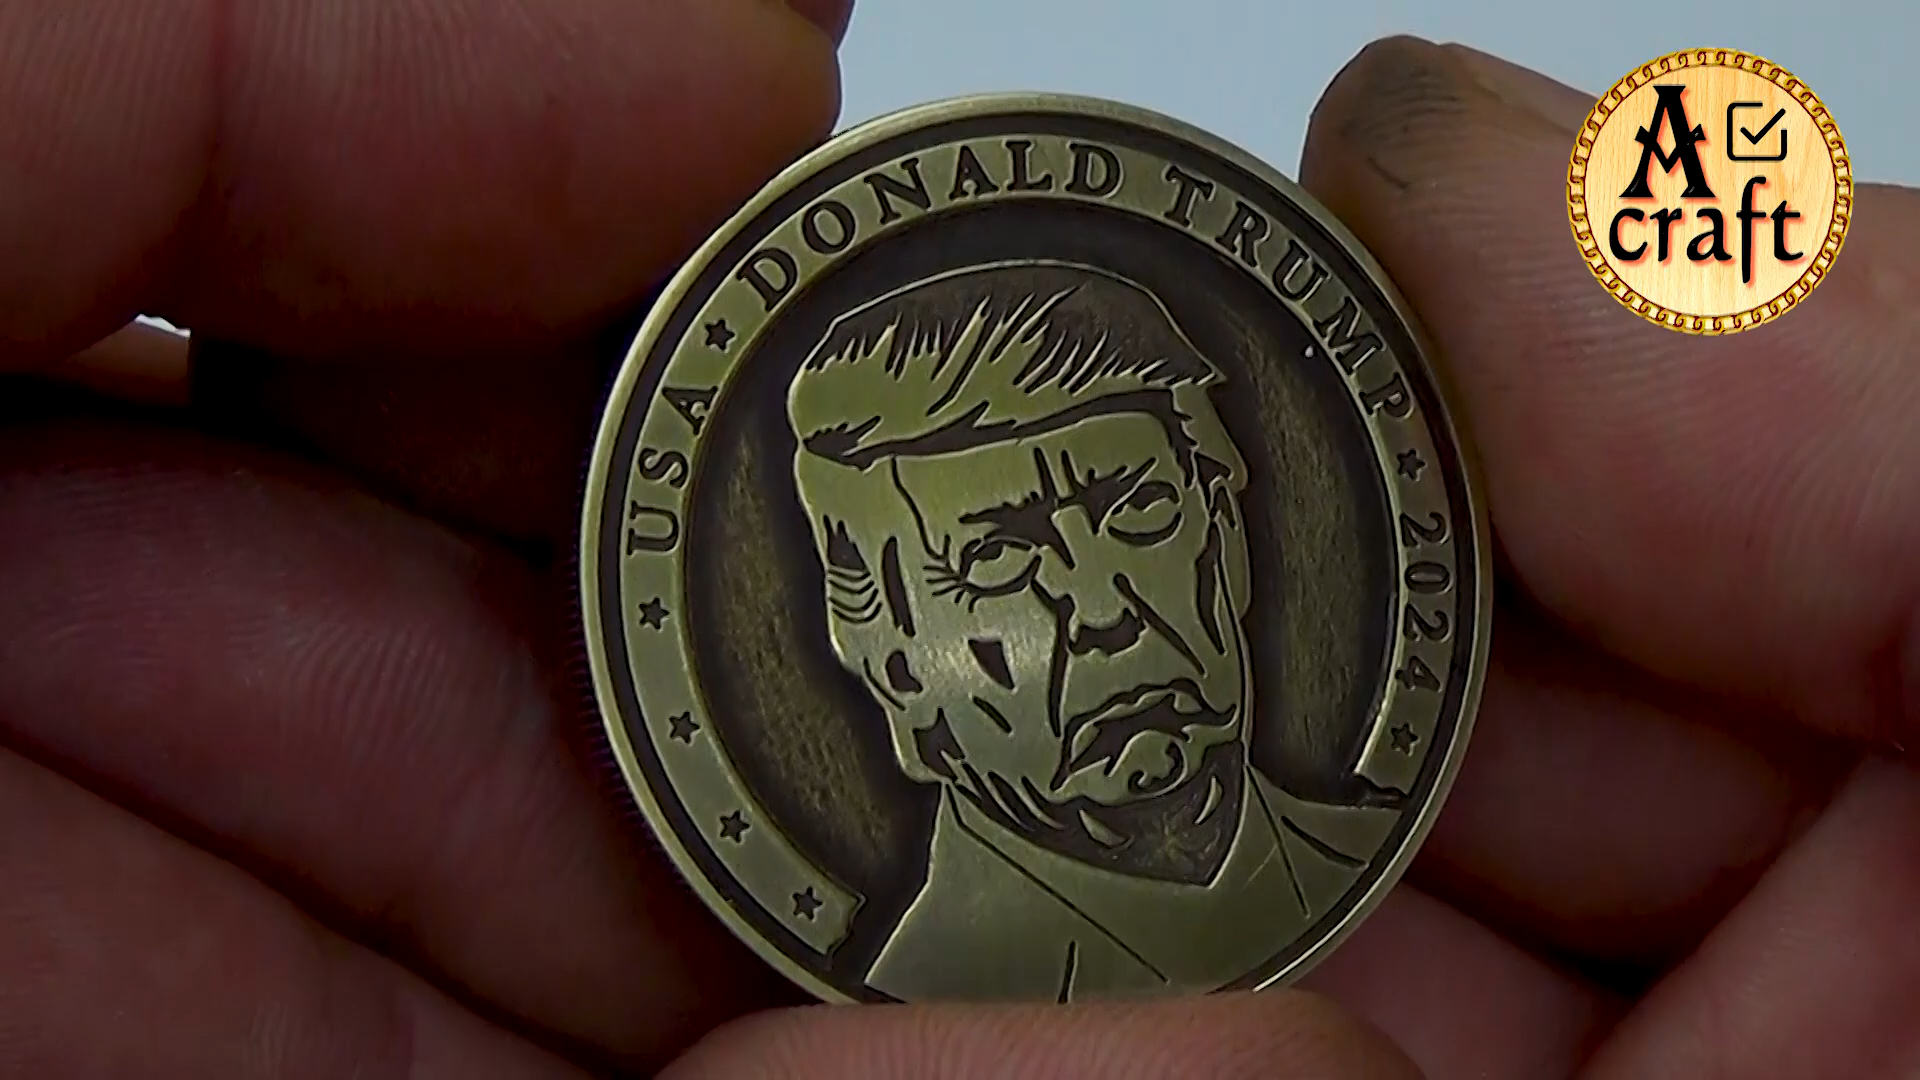 USA ★ DONALD TRUMP ★ 2024
A
craft